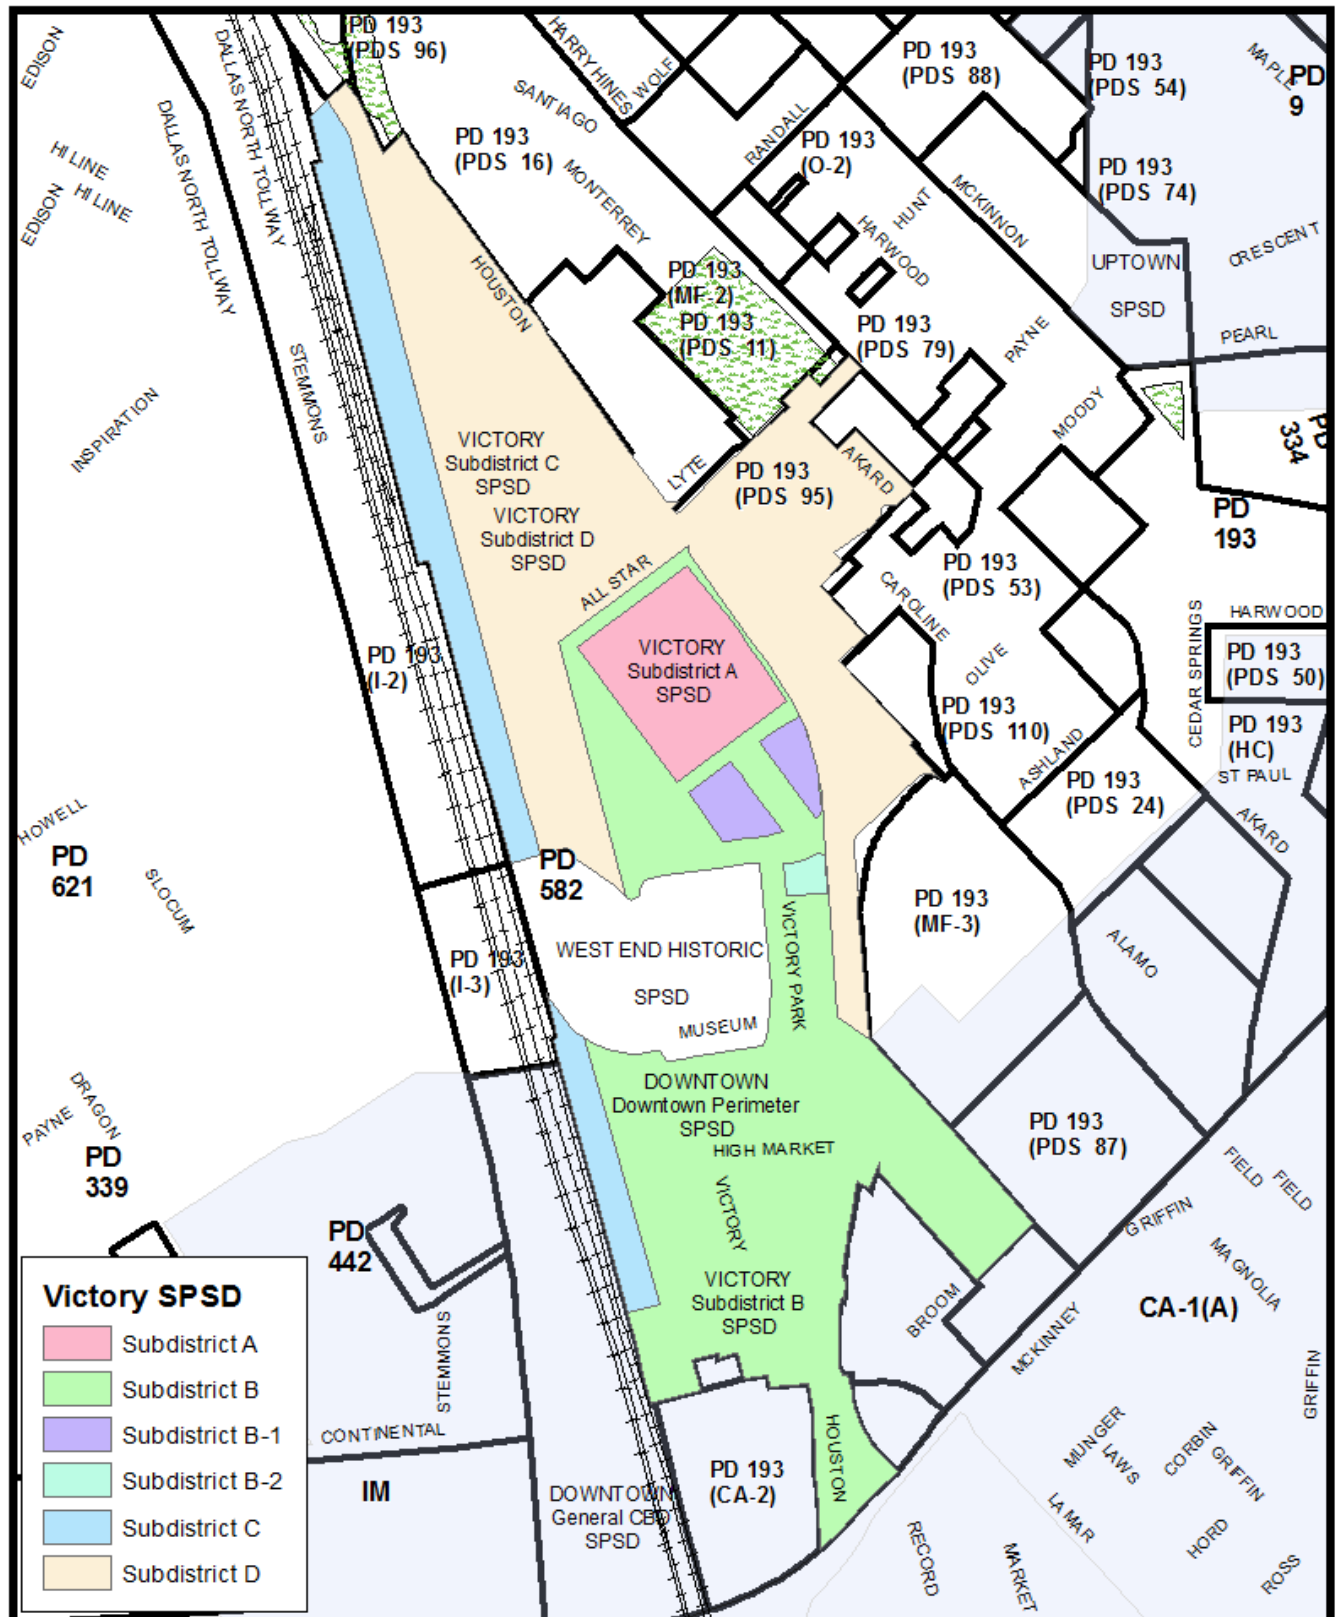 PD 193
(PDS 96)
EDISON
DALLAS NORTH TOLLWAY
DALLAS NORTH TOLLWAY
HARRY HINES
WOLF
SANTIAGO
PD 193
(PDS 88)
PD 193
(PDS 54)
MAPLE
PD
9
HI LINE
HI LINE
EDISON
PD 193
(PDS 16)
MONTERREY
RANDALL
PD 193
(O-2)
HUNT
HARWOOD
MCKINNON
PD 193
(PDS 74)
CRESCENT
UPTOWN
SPSD
PEARL
HOUSTON
PD 193
(MF-2)
PD 193
(PDS 11)
PD 193
(PDS 79)
PAYNE
MOODY
STEMMONS
INSPIRATION
PD
334
VICTORY
Subdistrict C
SPSD
VICTORY
Subdistrict D
SPSD
LYTE
PD 193
(PDS 95)
AKARD
PD
193
ALL STAR
PD 193
(PDS 53)
CAROLINE
OLIVE
CEDAR SPRINGS
HARWOOD
PD 193
(PDS 50)
PD 193
(I-2)
VICTORY
Subdistrict A
SPSD
PD 193
(PDS 110)
ASHLAND
PD 193
(HC)
ST PAUL
PD 193
(PDS 24)
AKARD
HOWELL
PD
621
SLOCUM
PD
582
PD 193
(MF-3)
ALAMO
PD 193
(I-3)
WEST END HISTORIC
SPSD
MUSEUM
VICTORY PARK
DRAGON
PAYNE
PD
339
DOWNTOWN
Downtown Perimeter
SPSD
HIGH MARKET
PD 193
(PDS 87)
FIELD
FIELD
GRIFFIN
MAGNOLIA
VICTORY
PD
442
STEMMONS
VICTORY
Subdistrict B
SPSD
BROOM
MCKINNEY
CA-1(A)
GRIFFIN
CONTINENTAL
IM
DOWNTOWN
General CBD
SPSD
PD 193
(CA-2)
HOUSTON
MUNGER
LAWS
CORBIN
GRIFFIN
LAMAR
HORD
ROSS
RECORD
MARKET
Victory SPSD
Subdistrict A
Subdistrict B
Subdistrict B-1
Subdistrict B-2
Subdistrict C
Subdistrict D